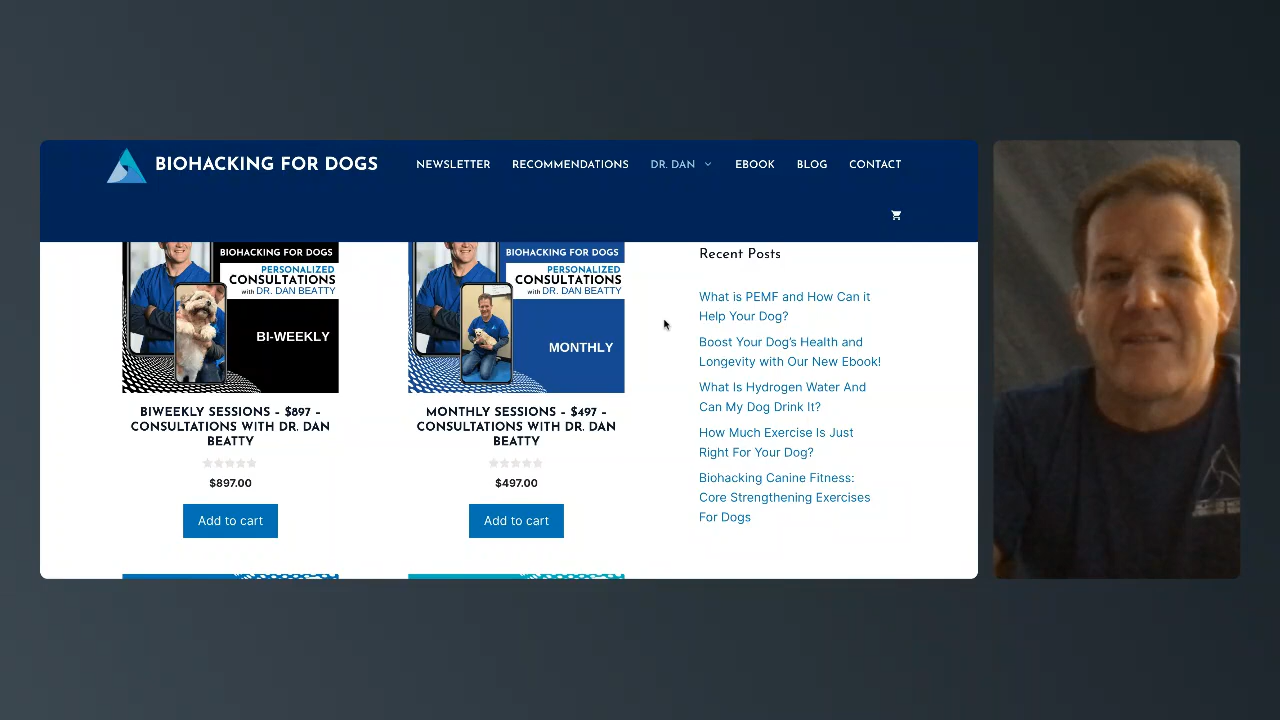 BIOHACKING FOR DOGS
NEWSLETTER
RECOMMENDATIONS
DR. DAN
EBOOK
BLOG
CONTACT
BIOHACKING FOR DOGS
PERSONALIZED
CONSULTATIONS
with DR. DAN BEATTY
BI-WEEKLY
BIWEEKLY SESSIONS – $897 –
CONSULTATIONS WITH DR. DAN
BEATTY
$897.00
Add to cart
BIOHACKING FOR DOGS
PERSONALIZED
CONSULTATIONS
with DR. DAN BEATTY
MONTHLY
MONTHLY SESSIONS – $497 –
CONSULTATIONS WITH DR. DAN
BEATTY
$497.00
Add to cart
Recent Posts
What is PEMF and How Can it
Help Your Dog?
Boost Your Dog’s Health and
Longevity with Our New Ebook!
What Is Hydrogen Water And
Can My Dog Drink It?
How Much Exercise Is Just
Right For Your Dog?
Biohacking Canine Fitness:
Core Strengthening Exercises
For Dogs